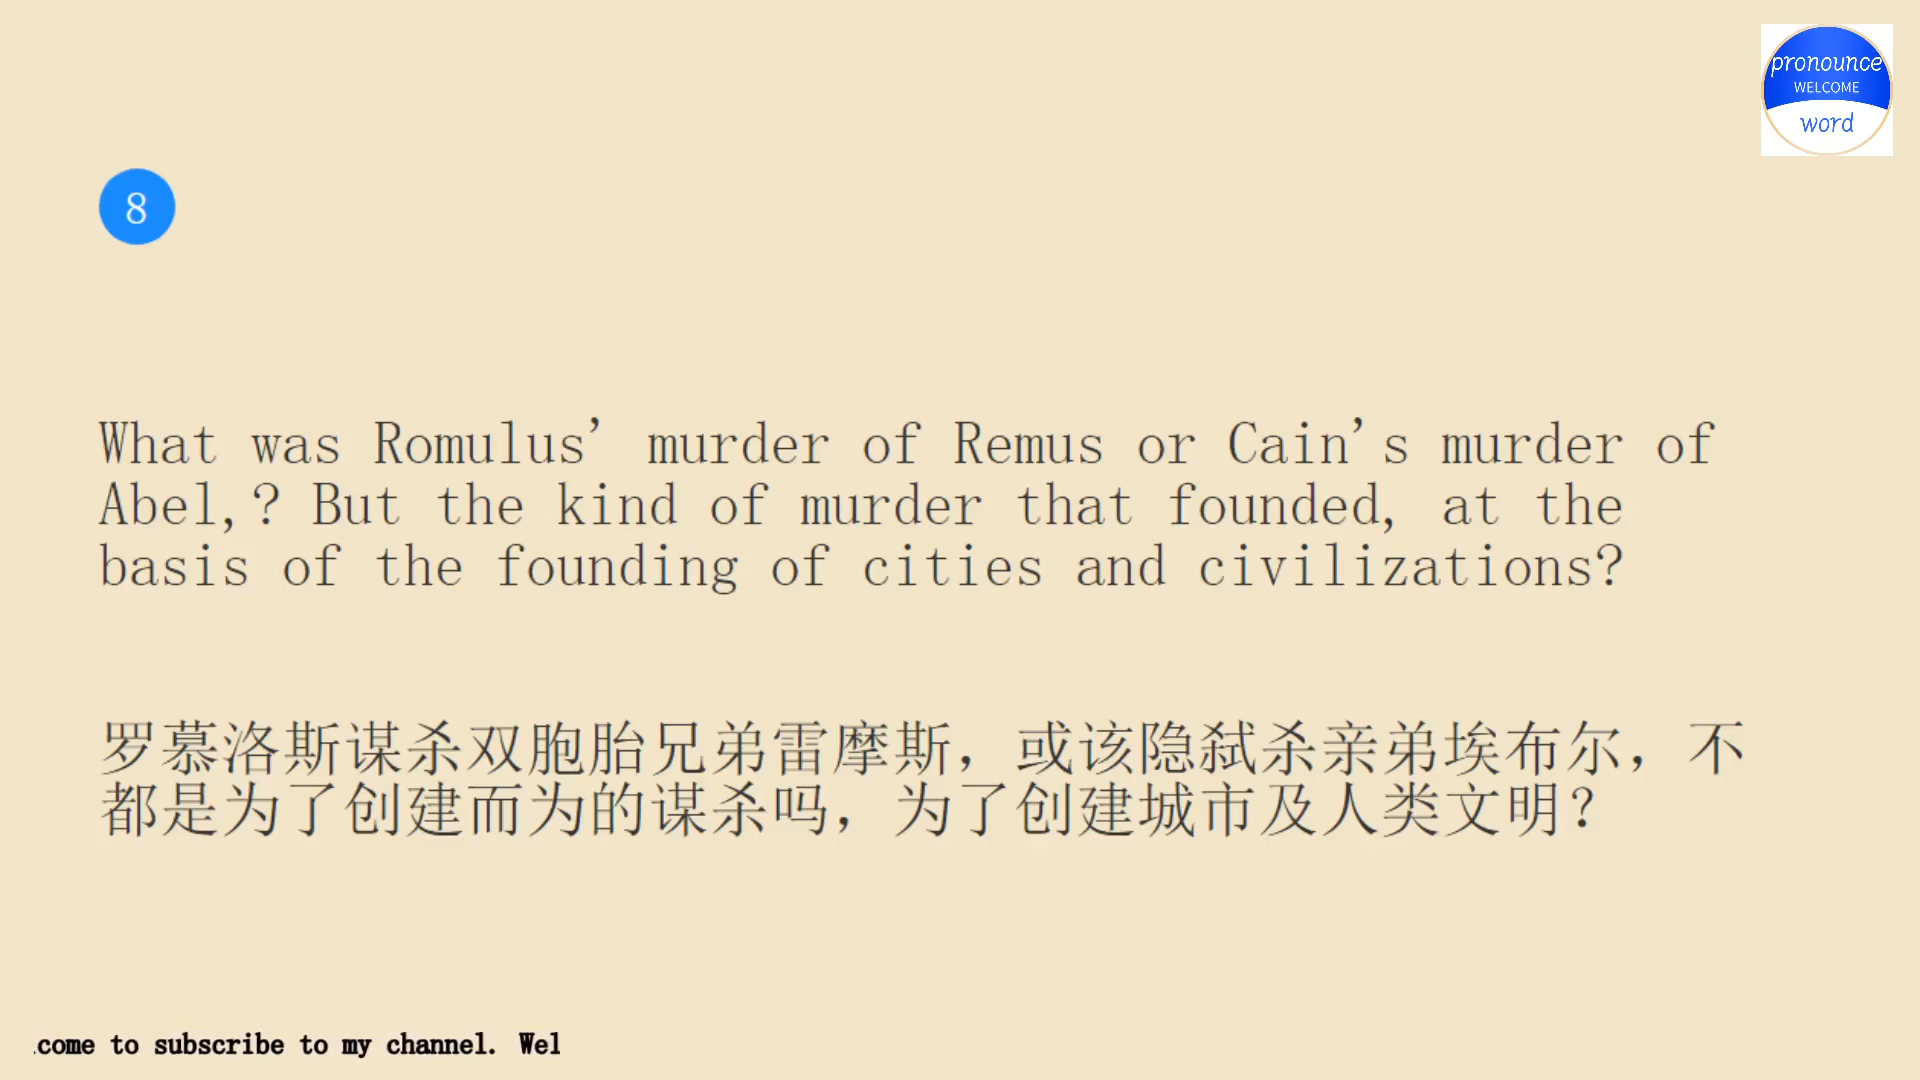 pronounce
WELCOME
word
8
What was Romulus' murder of Remus or Cain's murder of
Abel,? But the kind of murder that founded, at the
basis of the founding of cities and civilizations?
罗慕洛斯谋杀双胞胎兄弟雷摩斯，或该隐弑杀亲弟埃布尔，不
都是为了创建而为的谋杀吗，为了创建城市及人类文明？
come to subscribe to my channel. Wel